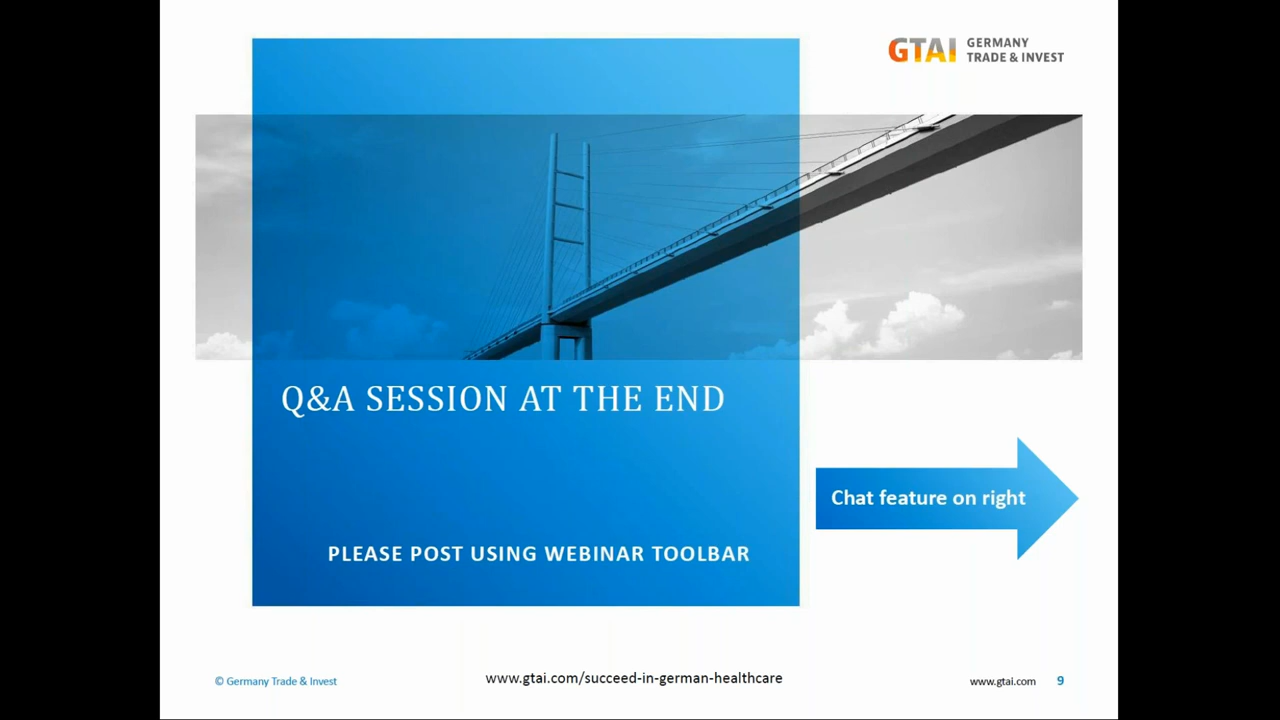 GTAI GERMANY
TRADE & INVEST
Q&A SESSION AT THE END
Chat feature on right
PLEASE POST USING WEBINAR TOOLBAR
© Germany Trade & Invest
www.gtai.com/succeed-in-german-healthcare
www.gtai.com 9